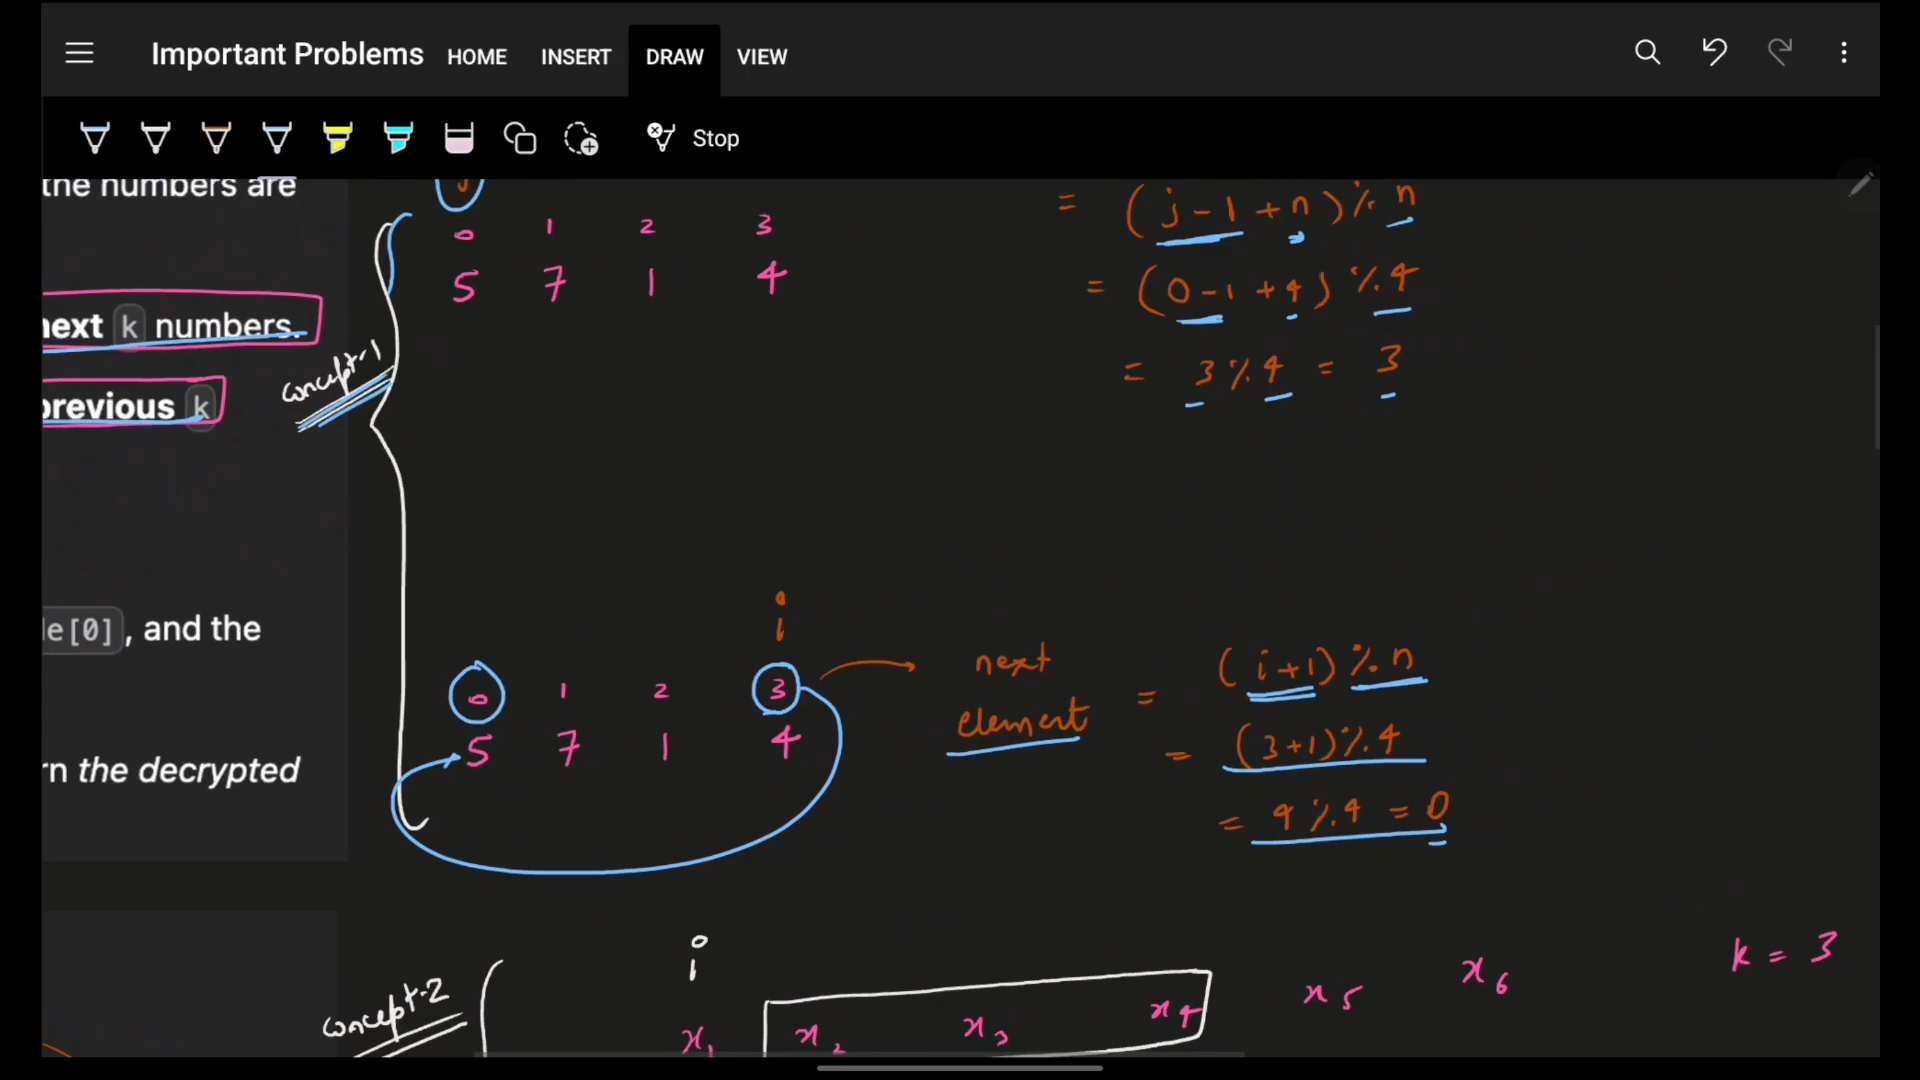 Important Problems HOME INSERT DRAW VIEW
Stop
the numbers are
next k numbers.
previous k
e[0], and the
rn the decrypted
concept-1
j
0 1 2 3
5 7 1 4
= (j-1+n)%n
= (0-1+4)%4
= 3%4 = 3
i
0 1 2 3
5 7 1 4
next element
= (i+1)%n
= (3+1)%4
= 4%4 = 0
concept-2
i
x1 x2 x3 x4 x5 x6
k = 3